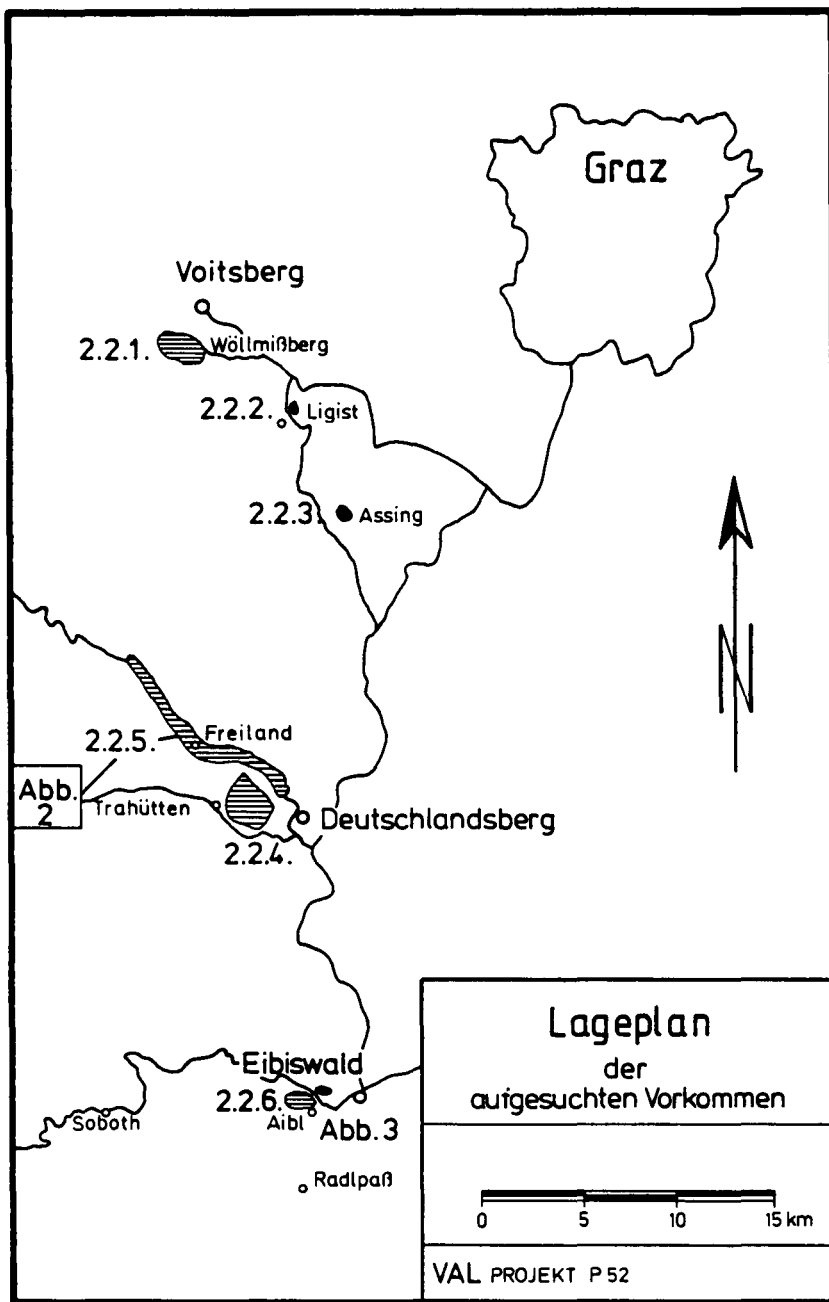 Graz
Voitsberg
2.2.1. Wöllmißberg
2.2.2. Ligist
2.2.3. Assing
N
2.2.5. Freiland
Abb.
2
Trahütten
Deutschlandsberg
2.2.4.
Eibiswald
2.2.6.
Soboth
Aibl
Abb.3
Radlpaß
Lageplan
der
aufgesuchten Vorkommen
0 5 10 15 km
VAL PROJEKT P 52